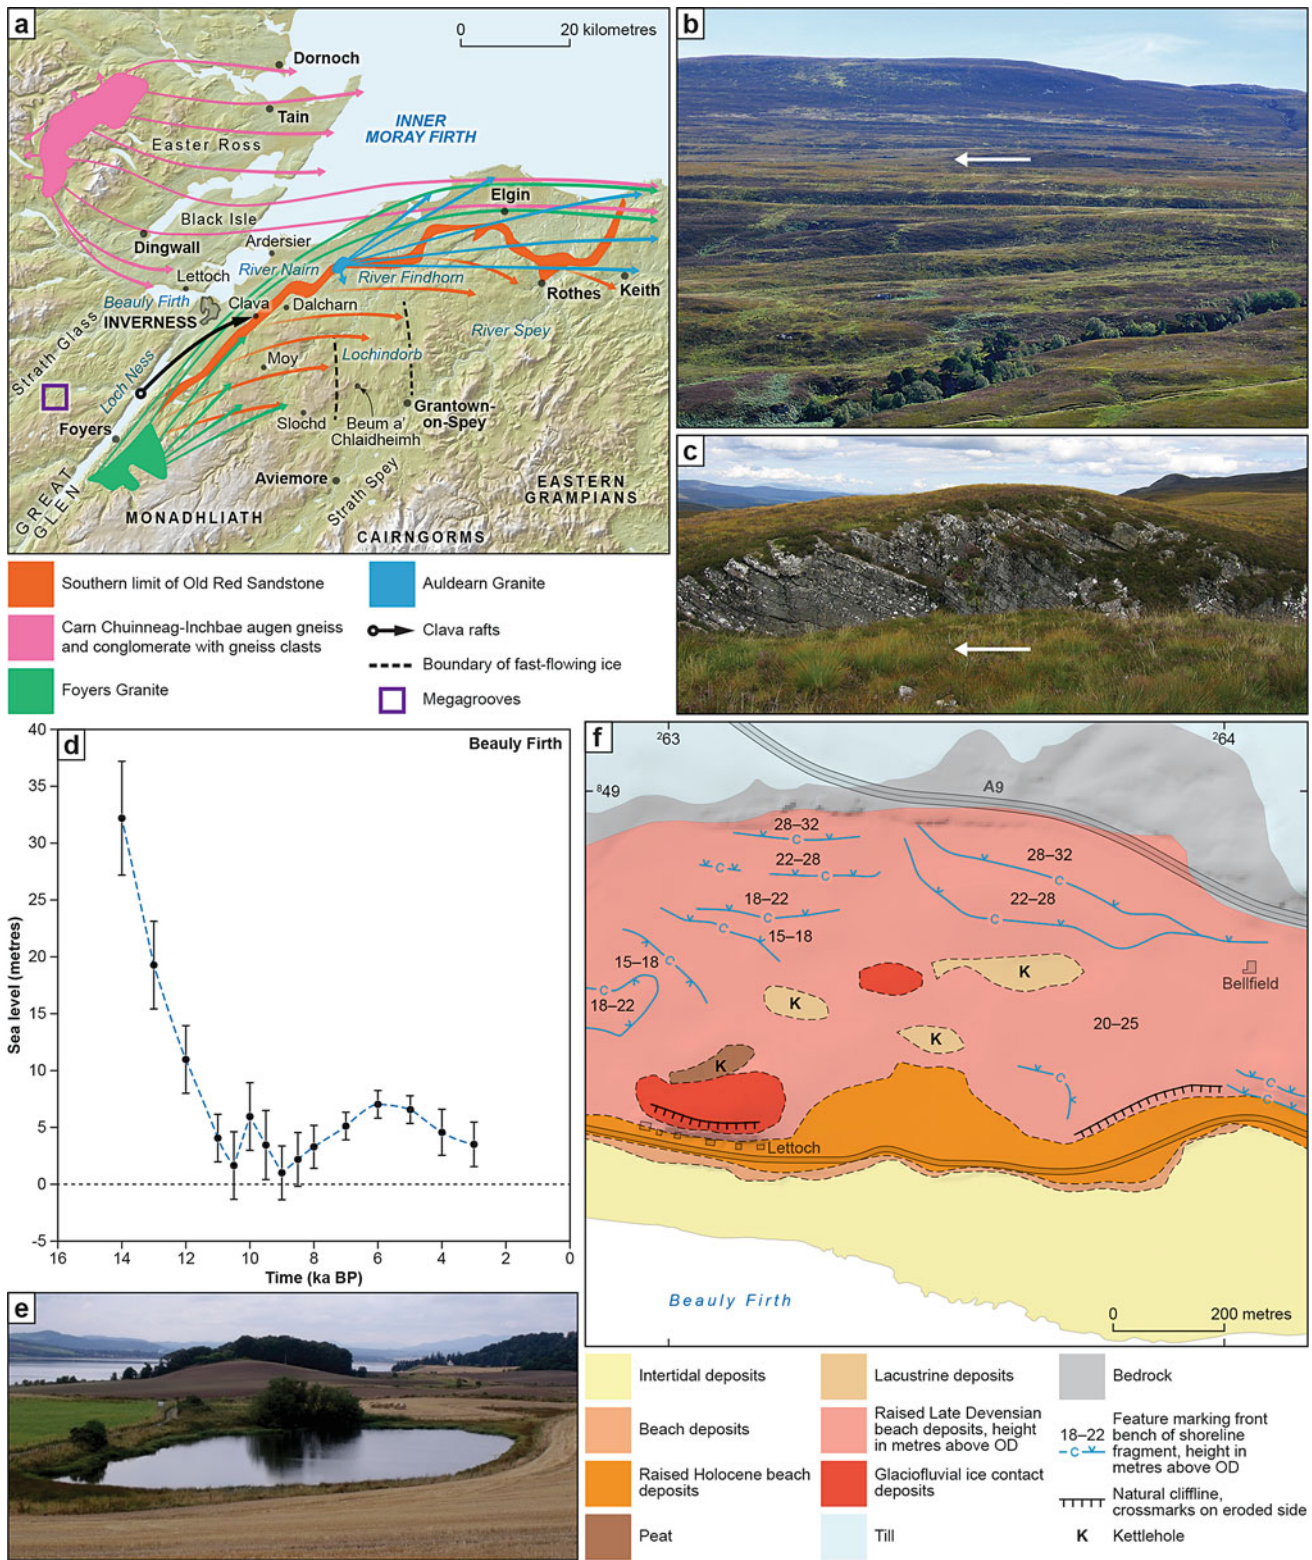 a
0
20 kilometres
Dornoch
Tain
INNER
MORAY FIRTH
Easter Ross
Elgin
Black Isle
Dingwall
Ardersier
River Nairn
River Findhorn
Lettoch
Beauly Firth
Clava
Dalcharn
Rothes
Keith
INVERNESS
Strath Glass
River Spey
Loch Ness
Moy
Lochindorb
Foyers
Slochd
Beum a'
Chlaidheimh
Grantown-
on-Spey
GREAT
GLEN
Aviemore
Strath Spey
EASTERN
GRAMPIANS
MONADHLIATH
CAIRNGORMS
Southern limit of Old Red Sandstone
Carn Chuinneag-Inchbae augen gneiss
and conglomerate with gneiss clasts
Foyers Granite
Auldearn Granite
Clava rafts
Boundary of fast-flowing ice
Megagrooves
b
c
d
Beauly Firth
Sea level (metres)
40
35
30
25
20
15
10
5
0
-5
16
14
12
10
8
6
4
2
0
Time (ka BP)
e
f
²63
²64
⁸49
A9
28–32
C
28–32
C
22–28
C
C
22–28
C
18–22
C
C
15–18
15–18
C
C
18–22
K
K
Bellfield
20–25
K
K
C
C
C
Lettoch
Beauly Firth
0
200 metres
Intertidal deposits
Beach deposits
Raised Holocene beach
deposits
Peat
Lacustrine deposits
Raised Late Devensian
beach deposits, height
in metres above OD
Glaciofluvial ice contact
deposits
Till
Bedrock
18–22
C
Feature marking front
bench of shoreline
fragment, height in
metres above OD
Natural cliffline,
crossmarks on eroded side
K
Kettlehole